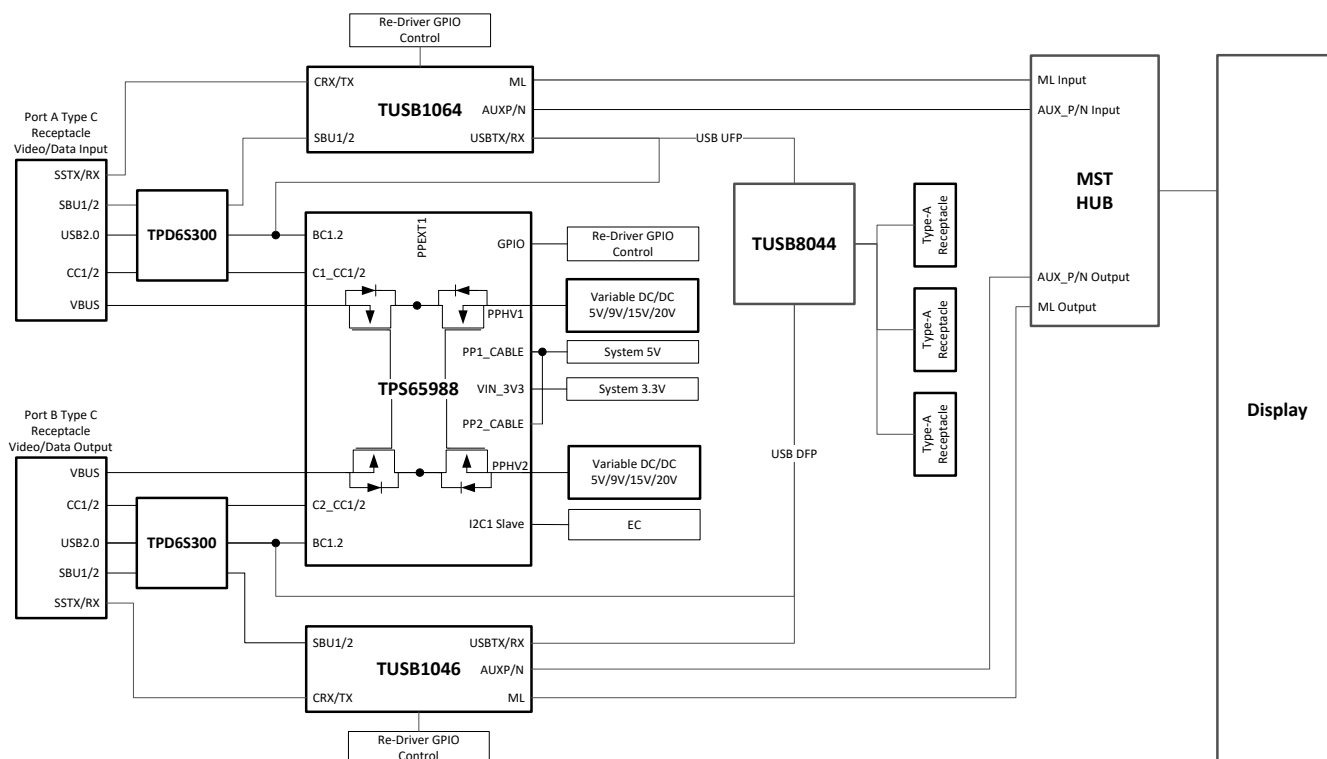 Re-Driver GPIO
Control
CRX/TX
ML
TUSB1064
AUXP/N
SBU1/2
USBTX/RX
Port A Type C
Receptacle
Video/Data Input
SSTX/RX
SBU1/2
USB2.0
CC1/2
VBUS
TPD6S300
BC1.2
C1_CC1/2
PPEXT1
GPIO
Re-Driver GPIO
Control
PPHV1
Variable DC/DC
5V/9V/15V/20V
PP1_CABLE
System 5V
TPS65988
VIN_3V3
System 3.3V
PP2_CABLE
PPHV2
Variable DC/DC
5V/9V/15V/20V
I2C1 Slave
EC
C2_CC1/2
BC1.2
Port B Type C
Receptacle
Video/Data Output
VBUS
CC1/2
USB2.0
SBU1/2
SSTX/RX
TPD6S300
SBU1/2
USBTX/RX
TUSB1046
AUXP/N
CRX/TX
ML
Re-Driver GPIO
Control
USB UFP
TUSB8044
USB DFP
Type-A
Receptacle
Type-A
Receptacle
Type-A
Receptacle
ML Input
AUX_P/N Input
MST
HUB
AUX_P/N Output
ML Output
Display